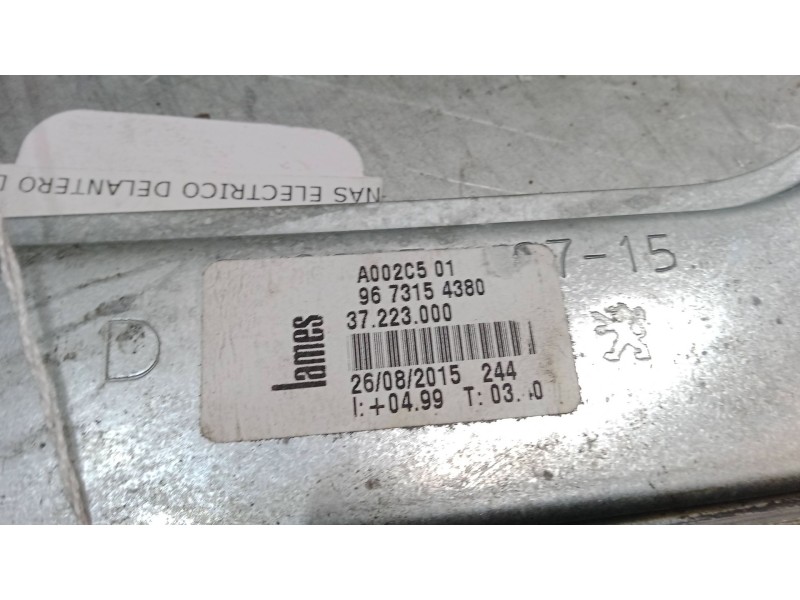 -NAS ELECTRICO DELANTERO
7-15
D
lames
A002C5 01
96 7315 4380
37.223.000
26/08/2015 244
I:+04.99 T: 03.